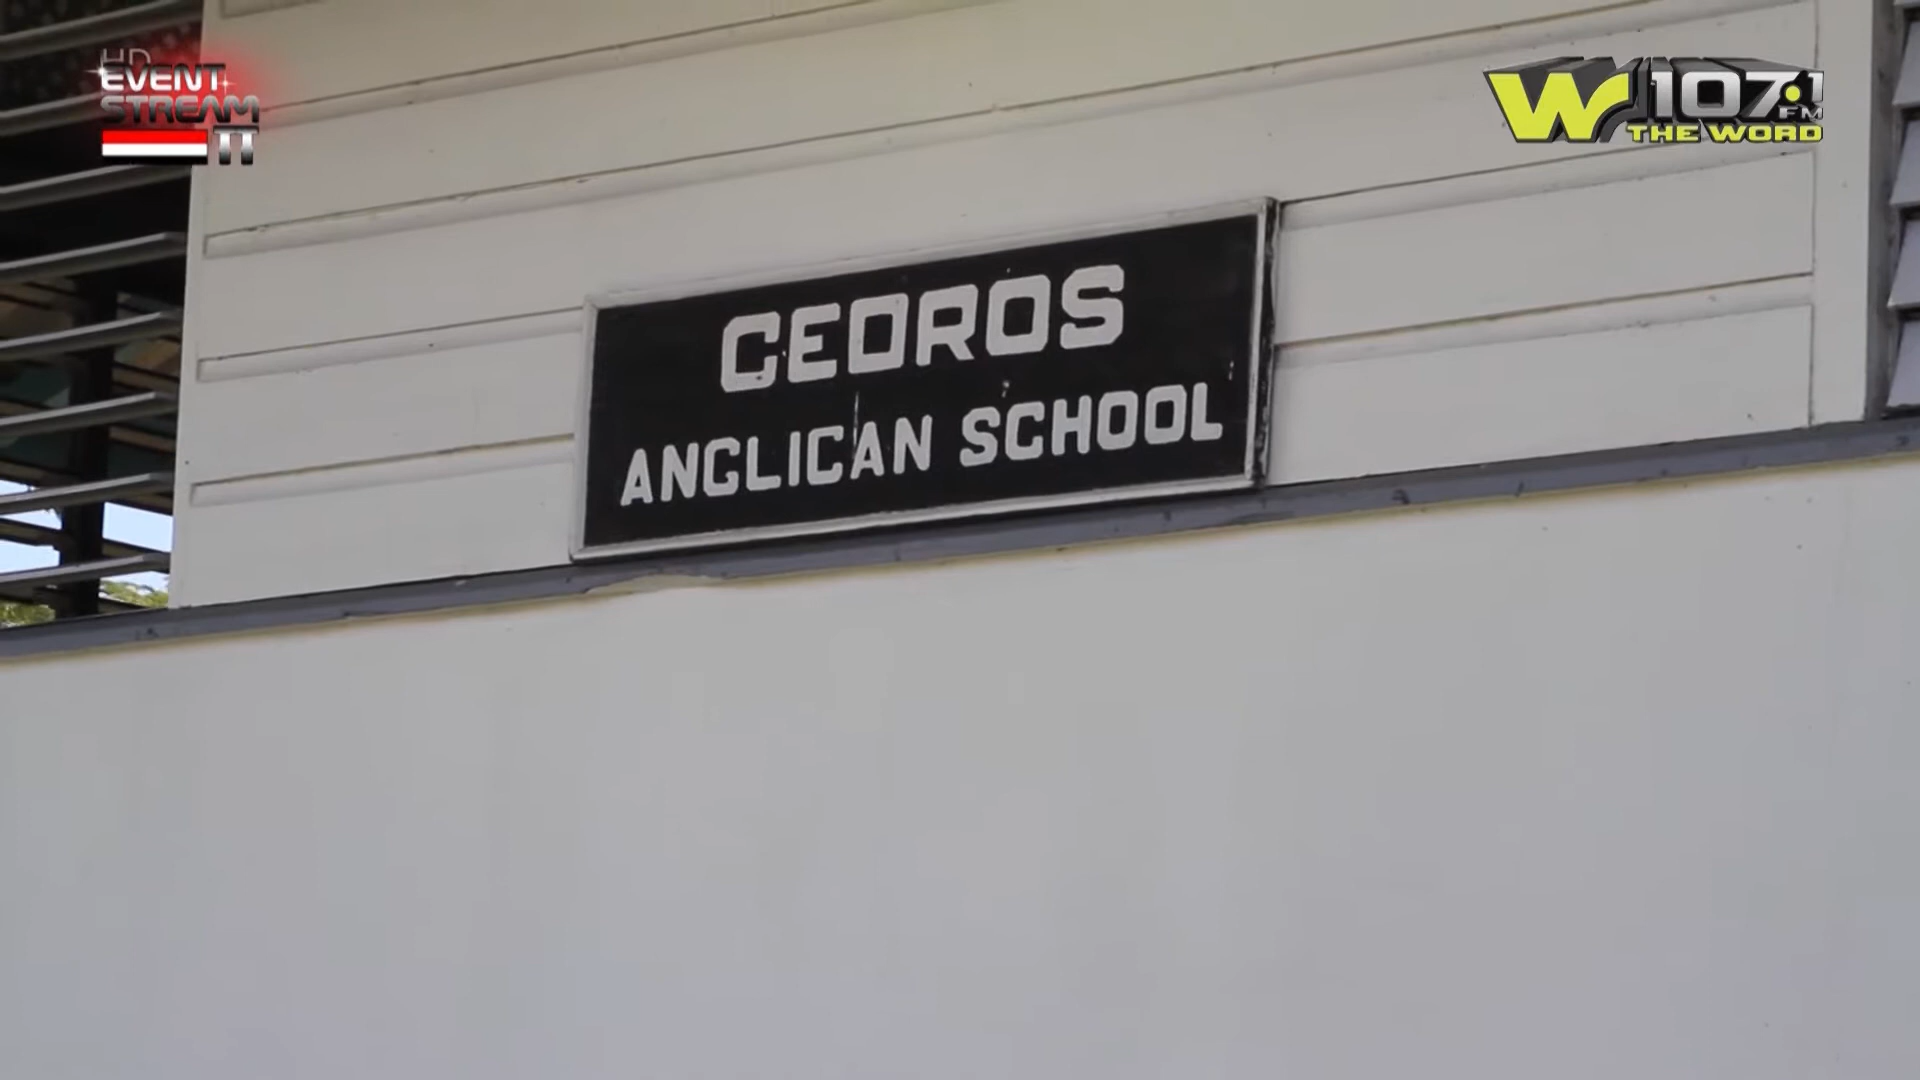 HD
EVENT
STREAM
TT
W 107.1
FM
THE WORD
CEDROS
ANGLICAN SCHOOL